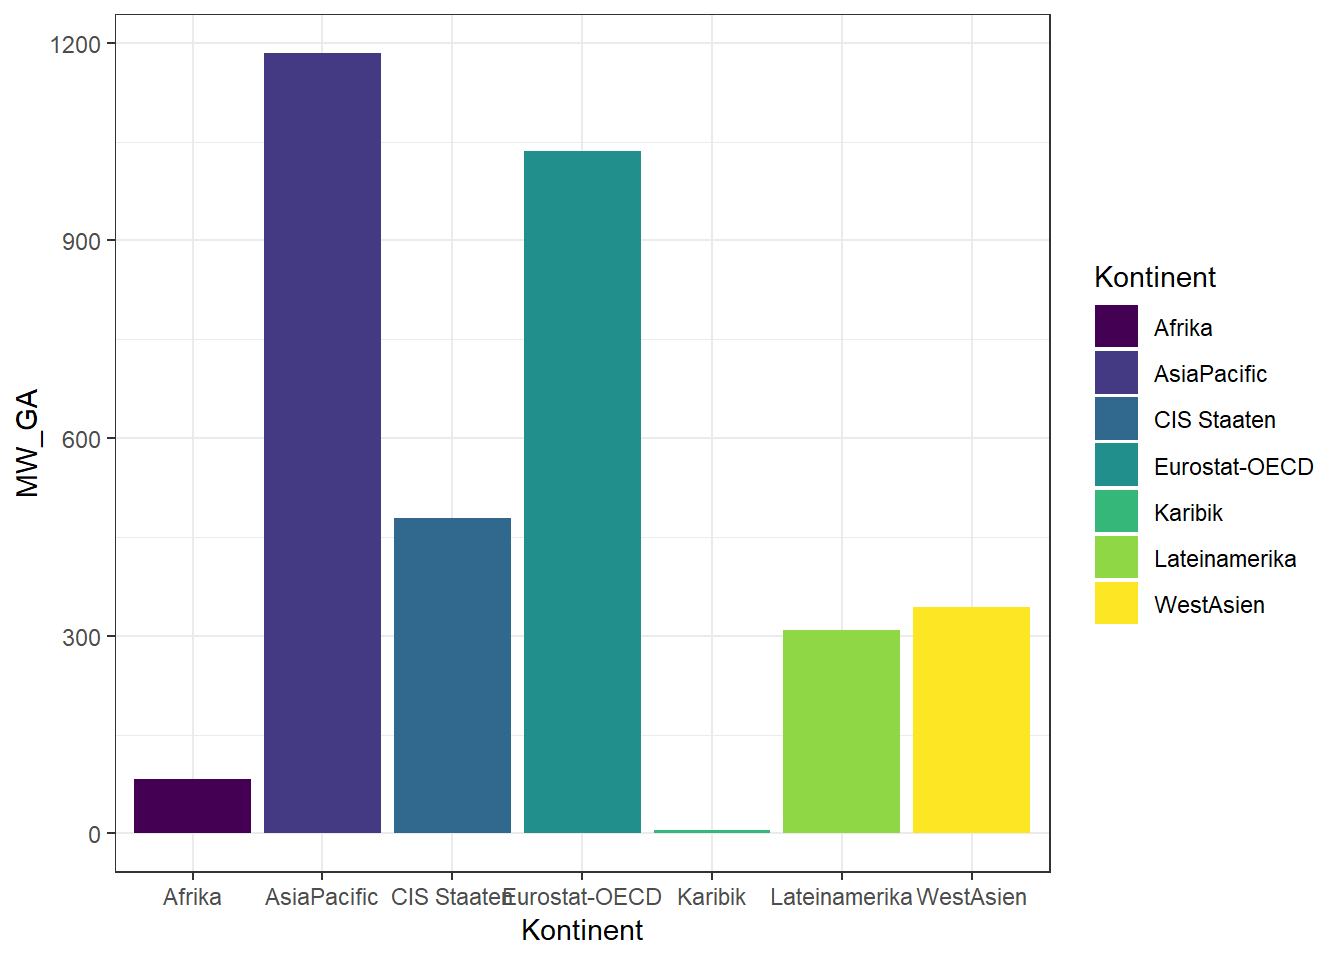 MW_GA
1200
900
600
300
0
Afrika AsiaPacific CIS Staaten Eurostat-OECD Karibik Lateinamerika WestAsien
Kontinent
Kontinent
Afrika
AsiaPacific
CIS Staaten
Eurostat-OECD
Karibik
Lateinamerika
WestAsien